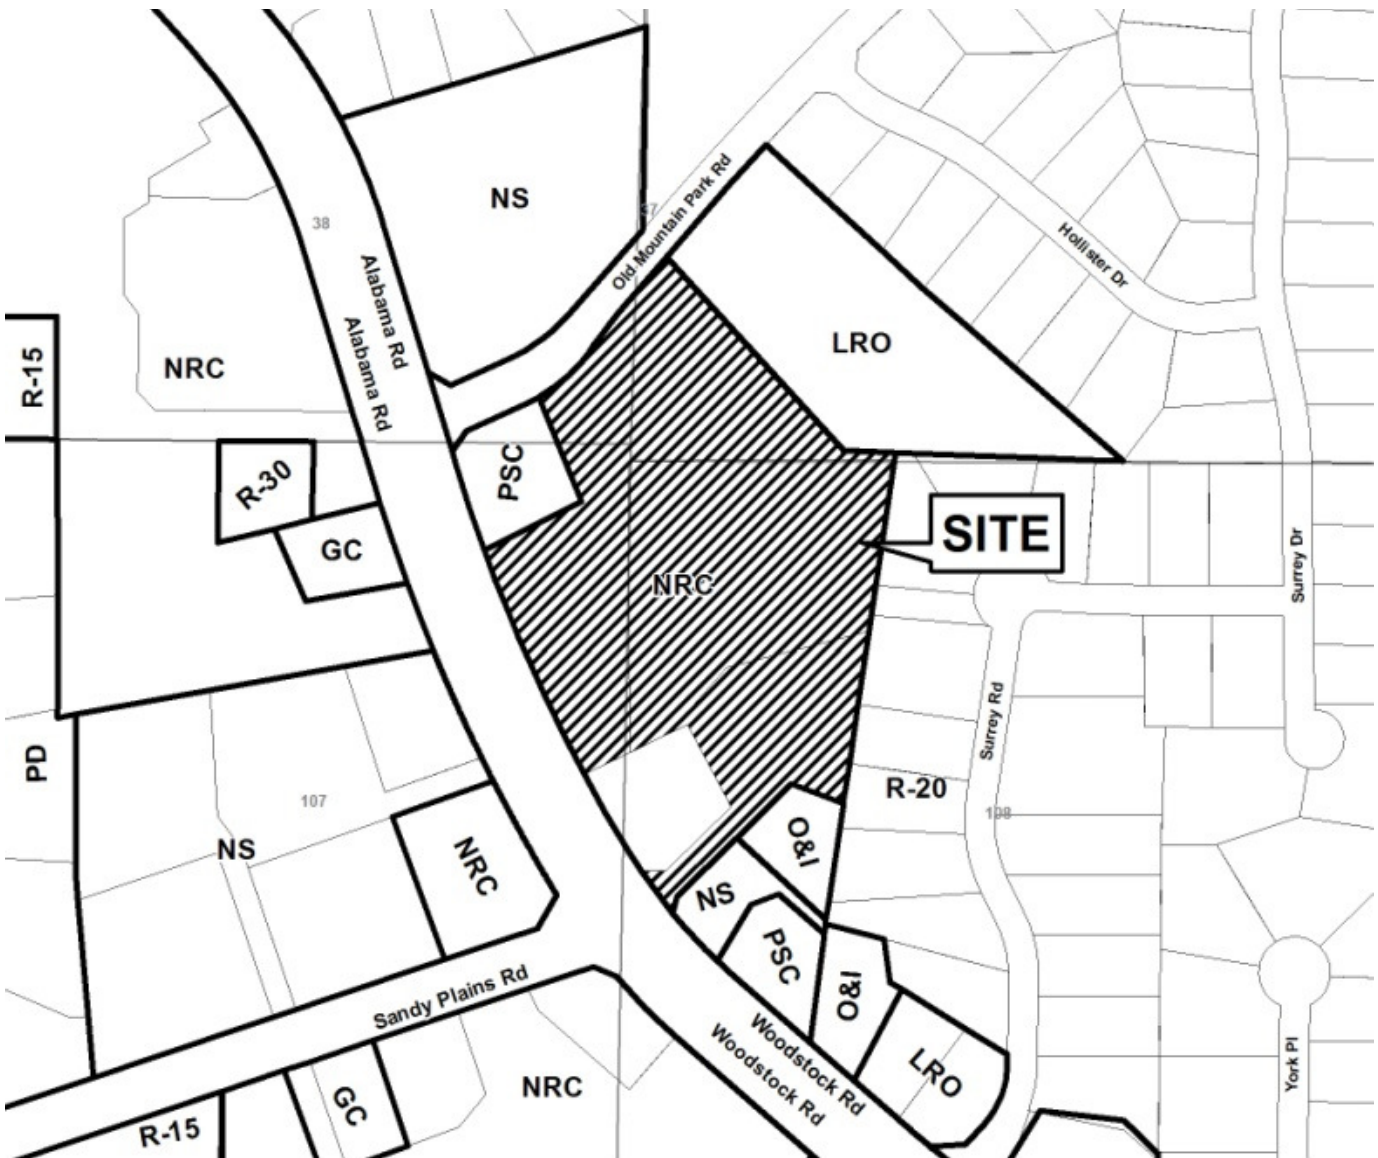 NS
37
Old Mountain Park Rd
38
Hollister Dr
Alabama Rd
Alabama Rd
LRO
R-15
NRC
PSC
R-30
SITE
GC
NRC
Surrey Dr
Surrey Rd
PD
R-20
107
108
O&I
NS
NRC
NS
PSC
O&I
Sandy Plains Rd
Woodstock Rd
Woodstock Rd
LRO
York Pl
NRC
GC
R-15